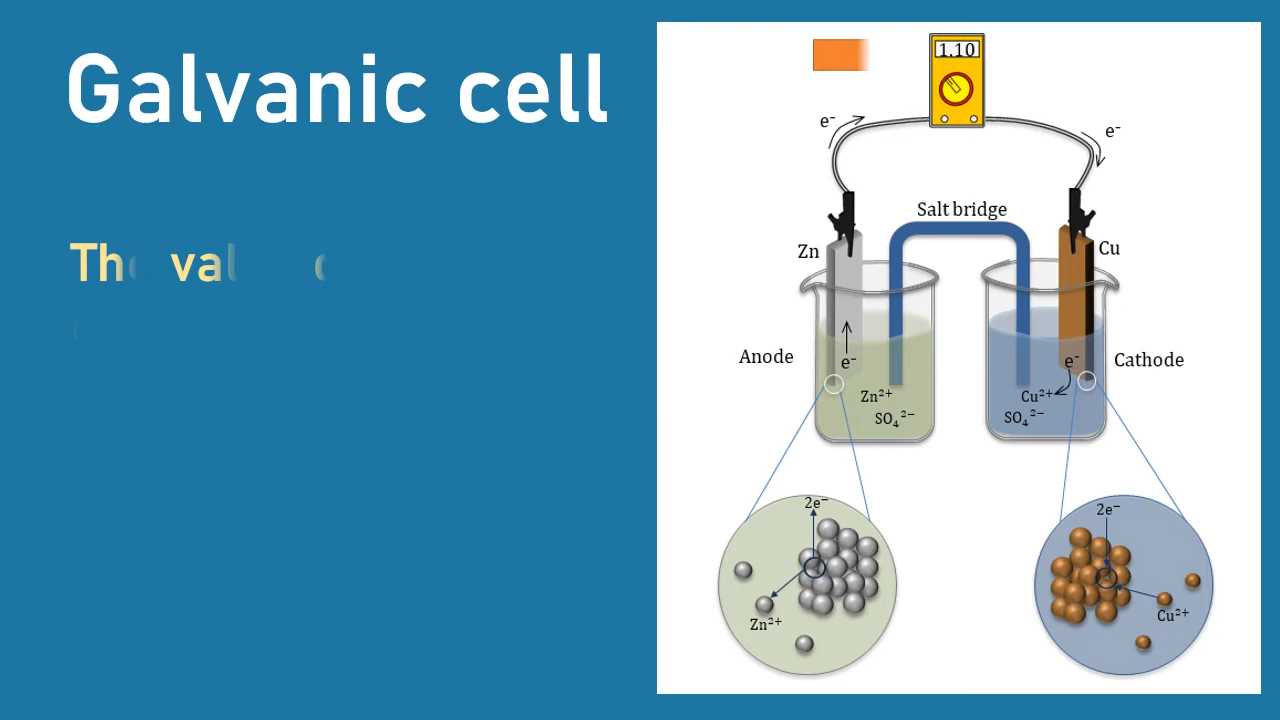 Galvanic cell
1.10
e⁻
e⁻
Salt bridge
Zn
Cu
Anode
e⁻
e⁻
Cathode
Zn²⁺
Cu²⁺
SO₄²⁻
SO₄²⁻
2e⁻
2e⁻
Zn²⁺
Cu²⁺